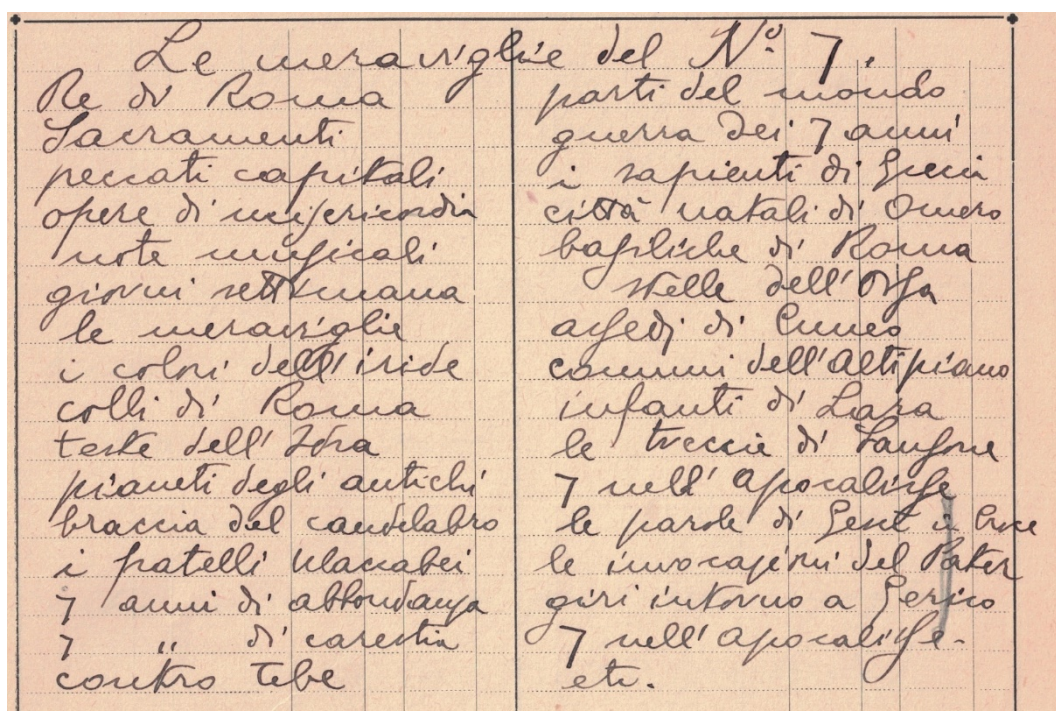 Le meraviglie del Nº 7.
Re di Roma
Sacramenti
peccati capitali
opere di misericordia
note musicali
giorni settimana
le meraviglie
i colori dell'iride
colli di Roma
teste dell'Idra
pianeti degli antichi
braccia del candelabro
i fratelli Maccabei
7 anni di abbondanza
7 " di carestia
contro Tebe
parti del mondo
guerra dei 7 anni
i sapienti di Grecia
città natali di Omero
basiliche di Roma
stelle dell'Orsa
assedi di Cuneo
comuni dell'Altipiano
infanti di Lara
le treccie di Sansone
7 nell'Apocalisse
le parole di Gesù in Croce
le invocazioni del Pater
giri intorno a Gerico
7 nell'Apocalisse.
etc.